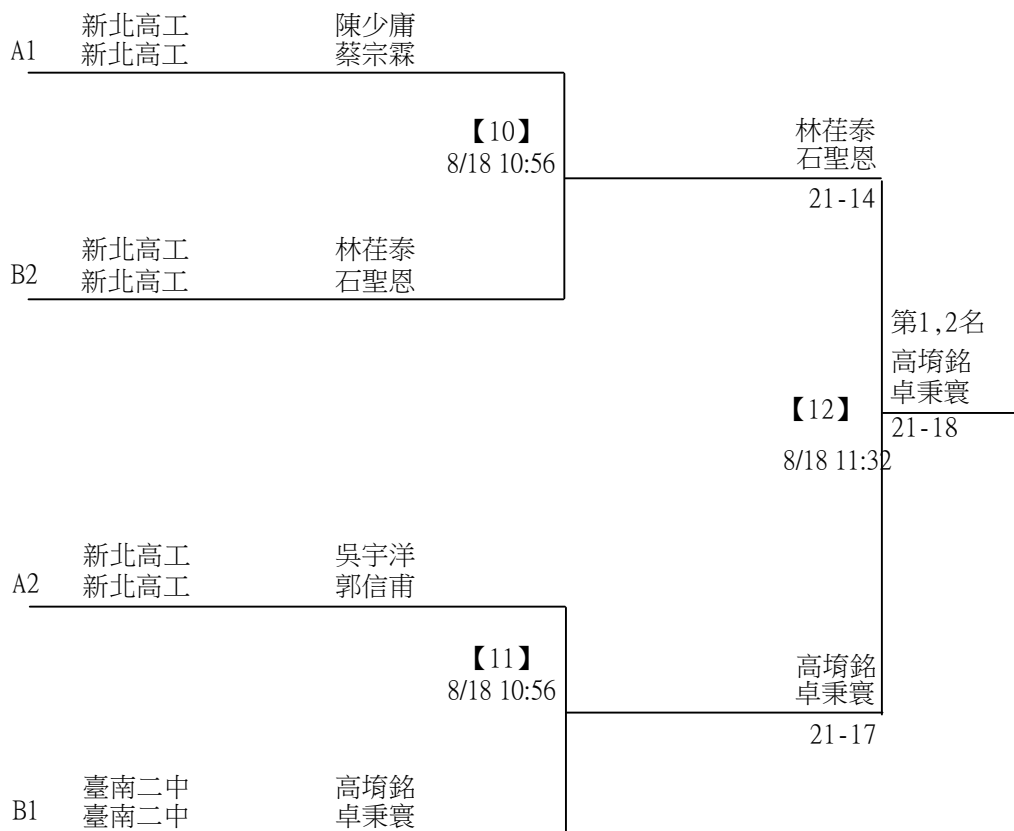 A1 新北高工 陳少庸
新北高工 蔡宗霖
【10】
8/18 10:56
林荏泰
石聖恩
21-14
B2 新北高工 林荏泰
新北高工 石聖恩
第1,2名
高堉銘
卓秉寰
【12】
21-18
8/18 11:32
A2 新北高工 吳宇洋
新北高工 郭信甫
【11】
8/18 10:56
高堉銘
卓秉寰
21-17
B1 臺南二中 高堉銘
臺南二中 卓秉寰